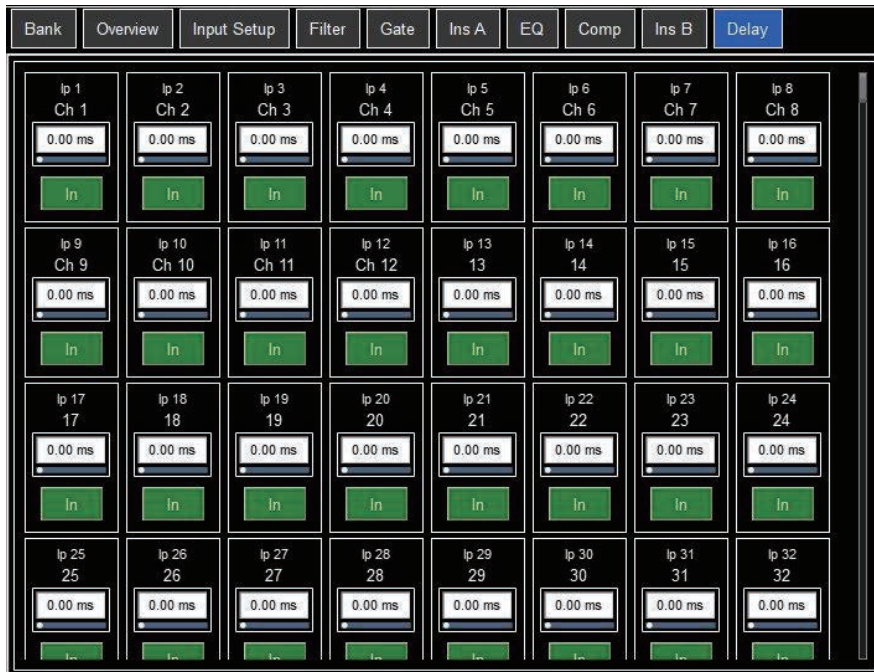 Bank Overview Input Setup Filter Gate Ins A EQ Comp Ins B Delay
Ip 1 Ip 2 Ip 3 Ip 4 Ip 5 Ip 6 Ip 7 Ip 8
Ch 1 Ch 2 Ch 3 Ch 4 Ch 5 Ch 6 Ch 7 Ch 8
0.00 ms 0.00 ms 0.00 ms 0.00 ms 0.00 ms 0.00 ms 0.00 ms 0.00 ms
In In In In In In In In
Ip 9 Ip 10 Ip 11 Ip 12 Ip 13 Ip 14 Ip 15 Ip 16
Ch 9 Ch 10 Ch 11 Ch 12 13 14 15 16
0.00 ms 0.00 ms 0.00 ms 0.00 ms 0.00 ms 0.00 ms 0.00 ms 0.00 ms
In In In In In In In In
Ip 17 Ip 18 Ip 19 Ip 20 Ip 21 Ip 22 Ip 23 Ip 24
17 18 19 20 21 22 23 24
0.00 ms 0.00 ms 0.00 ms 0.00 ms 0.00 ms 0.00 ms 0.00 ms 0.00 ms
In In In In In In In In
Ip 25 Ip 26 Ip 27 Ip 28 Ip 29 Ip 30 Ip 31 Ip 32
25 26 27 28 29 30 31 32
0.00 ms 0.00 ms 0.00 ms 0.00 ms 0.00 ms 0.00 ms 0.00 ms 0.00 ms
In In In In In In In In